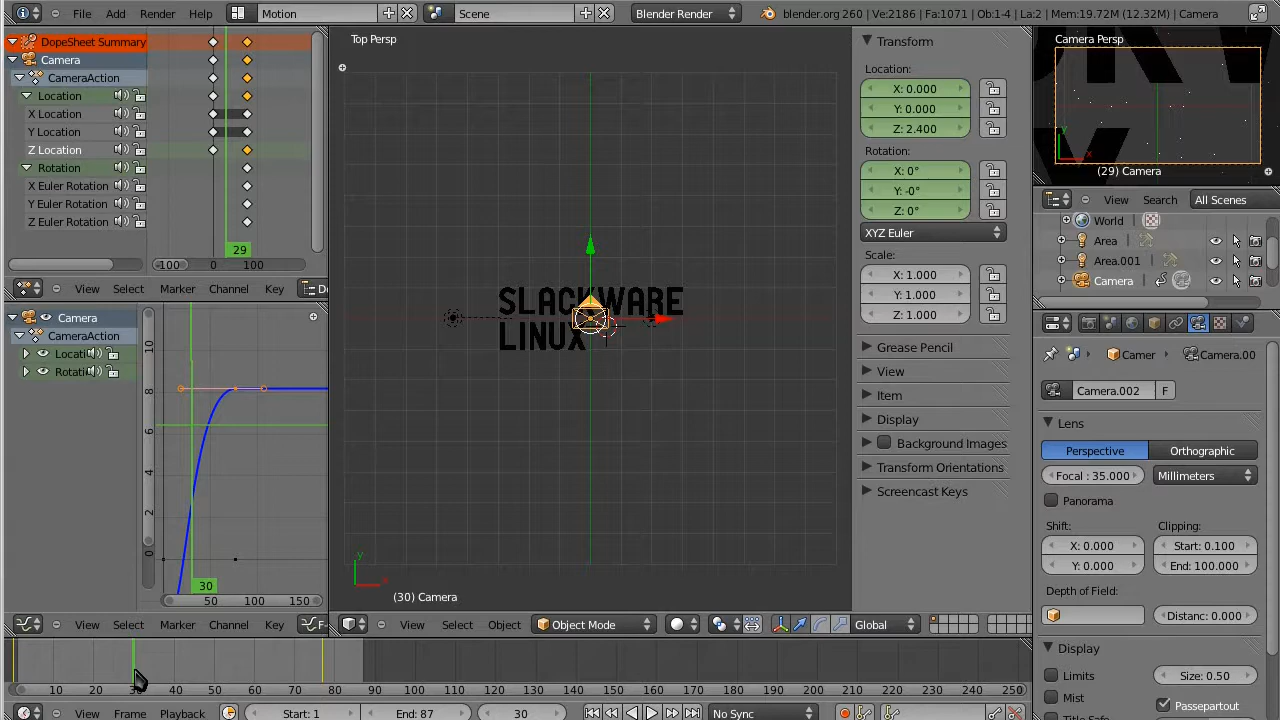 File Add Render Help Motion Scene Blender Render blender.org 260 | Ve:2186 | Fa:1071 | Ob:1-4 | La:2 | Mem:19.72M (12.32M) | Camera
DopeSheet Summary
Camera
CameraAction
Location
X Location
Y Location
Z Location
Rotation
X Euler Rotation
Y Euler Rotation
Z Euler Rotation
29
-100 0 100
View Select Marker Channel Key
Camera
CameraAction
Locati
Rotati
10
8
6
4
2
0
30
50 100 150
View Select Marker Channel Key F-
Top Persp
SLACKWARE
LINUX
y
x
(30) Camera
View Select Object Object Mode Global
Transform
Location:
X: 0.000
Y: 0.000
Z: 2.400
Rotation:
X: 0°
Y: -0°
Z: 0°
XYZ Euler
Scale:
X: 1.000
Y: 1.000
Z: 1.000
Grease Pencil
View
Item
Display
Background Images
Transform Orientations
Screencast Keys
Camera Persp
y
x
(29) Camera
View Search All Scenes
World
Area
Area.001
Camera
Camer Camera.00
Camera.002 F
Lens
Perspective Orthographic
Focal : 35.000 Millimeters
Panorama
Shift: Clipping:
X: 0.000 Start: 0.100
Y: 0.000 End: 100.000
Depth of Field:
Distanc: 0.000
Display
Limits Size: 0.50
Mist Passepartout
10 20 30 40 50 60 70 80 90 100 110 120 130 140 150 160 170 180 190 200 210 220 230 240 250
View Frame Playback Start: 1 End: 87 30 No Sync